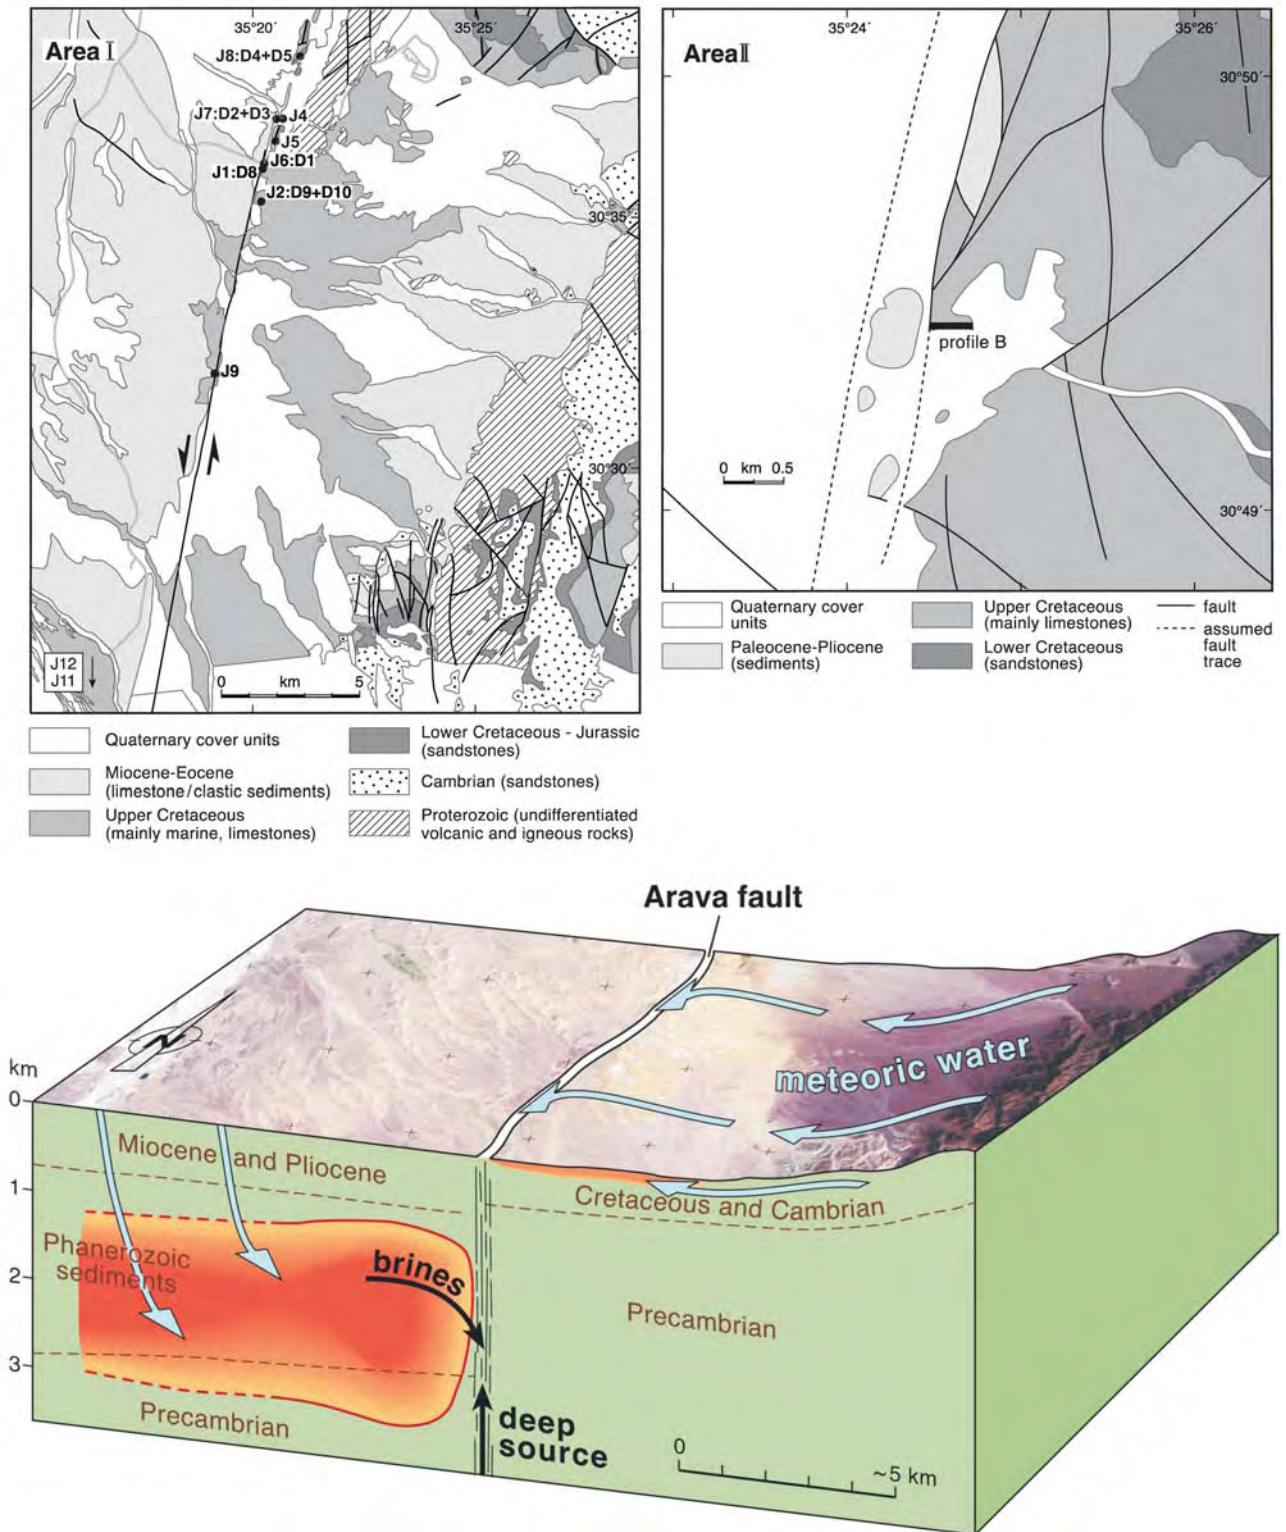 Area I
35°20´
35°25´
J8:D4+D5
J7:D2+D3
J4
J5
J6:D1
J1:D8
J2:D9+D10
30°35´
J9
30°30´
J12
J11
0 km 5
35°20´
35°25´
Quaternary cover units
Miocene-Eocene
(limestone/clastic sediments)
Upper Cretaceous
(mainly marine, limestones)
Lower Cretaceous - Jurassic
(sandstones)
Cambrian (sandstones)
Proterozoic (undifferentiated
volcanic and igneous rocks)
Area II
35°24´
35°26´
30°50´
profile B
0 km 0.5
30°49´
Quaternary cover
units
Paleocene-Pliocene
(sediments)
Upper Cretaceous
(mainly limestones)
Lower Cretaceous
(sandstones)
fault
assumed
fault
trace
Arava fault
N
meteoric water
km
0
1
2
3
Miocene and Pliocene
Cretaceous and Cambrian
Phanerozoic
sediments
brines
Precambrian
Precambrian
deep
source
0
~5 km